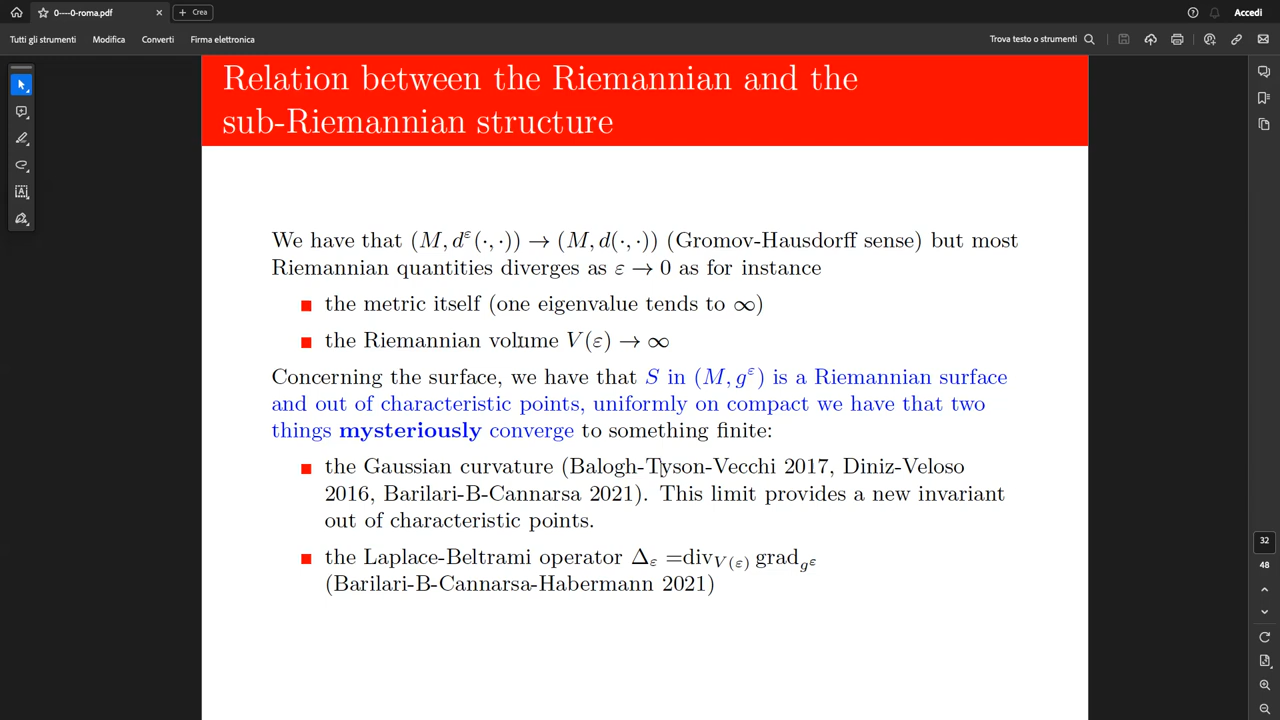 0----0-roma.pdf
Crea
Accedi
Tutti gli strumenti Modifica Converti Firma elettronica Trova testo o strumenti
Relation between the Riemannian and the
sub-Riemannian structure
We have that (M, d^ε(·, ·)) → (M, d(·, ·)) (Gromov-Hausdorff sense) but most
Riemannian quantities diverges as ε → 0 as for instance
the metric itself (one eigenvalue tends to ∞)
the Riemannian volume V(ε) → ∞
Concerning the surface, we have that S in (M, g^ε) is a Riemannian surface
and out of characteristic points, uniformly on compact we have that two
things mysteriously converge to something finite:
the Gaussian curvature (Balogh-Tyson-Vecchi 2017, Diniz-Veloso
2016, Barilari-B-Cannarsa 2021). This limit provides a new invariant
out of characteristic points.
the Laplace-Beltrami operator Δ_ε =div_{V(ε)} grad_{g^ε}
(Barilari-B-Cannarsa-Habermann 2021)
32
48